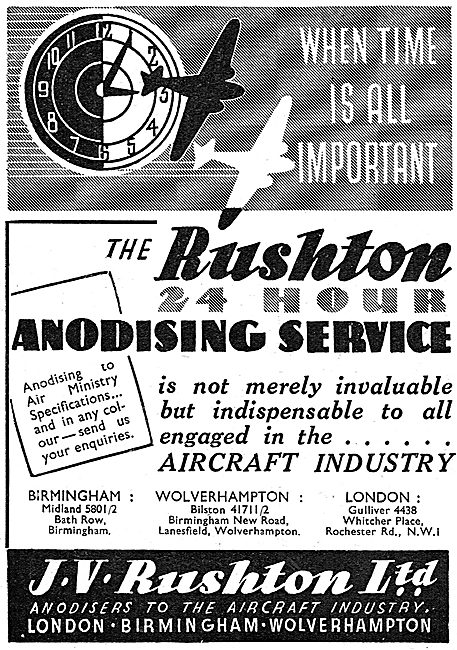 WHEN TIME
IS ALL
IMPORTANT
12
11
10
9
8
7
6
5
4
3
2
THE Rushton
24 HOUR
ANODISING SERVICE
Anodising to
Air Ministry
Specifications...
and in any col-
our — send us
your enquiries.
is not merely invaluable
but indispensable to all
engaged in the ......
AIRCRAFT INDUSTRY
BIRMINGHAM :
Midland 5801/2
Bath Row,
Birmingham.
WOLVERHAMPTON :
Bilston 41711/2
Birmingham New Road,
Lanesfield, Wolverhampton.
LONDON :
Gulliver 4438
Whitcher Place,
Rochester Rd., N.W.1
J.V. Rushton Ltd
ANODISERS TO THE AIRCRAFT INDUSTRY.
LONDON · BIRMINGHAM · WOLVERHAMPTON